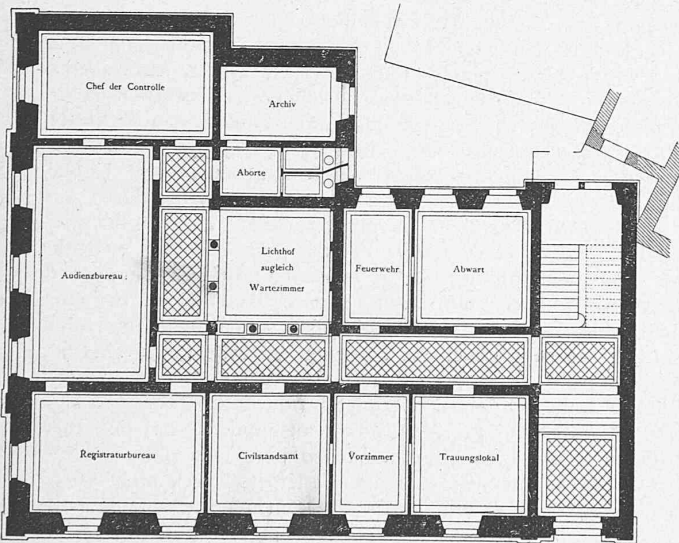 Chef der Controlle
Archiv
Aborte
Audienzbureau
Lichthof
zugleich
Wartezimmer
Feuerwehr
Abwart
Registraturbureau
Civilstandsamt
Vorzimmer
Trauungslokal